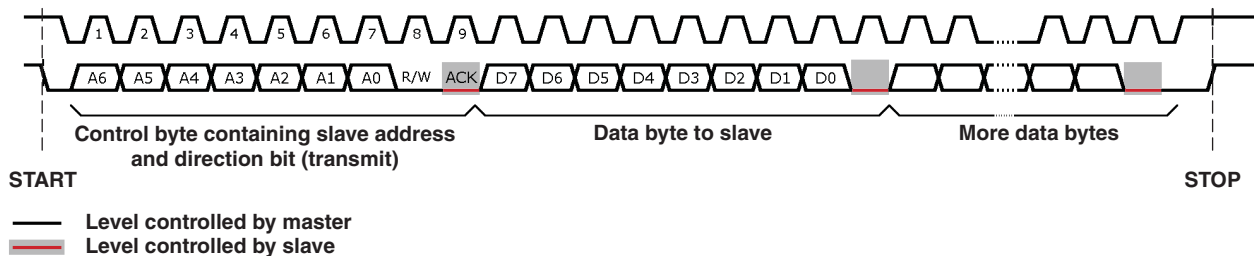 1 2 3 4 5 6 7 8 9
A6 A5 A4 A3 A2 A1 A0 R/W ACK D7 D6 D5 D4 D3 D2 D1 D0
Control byte containing slave address
and direction bit (transmit)
Data byte to slave
More data bytes
START
STOP
Level controlled by master
Level controlled by slave